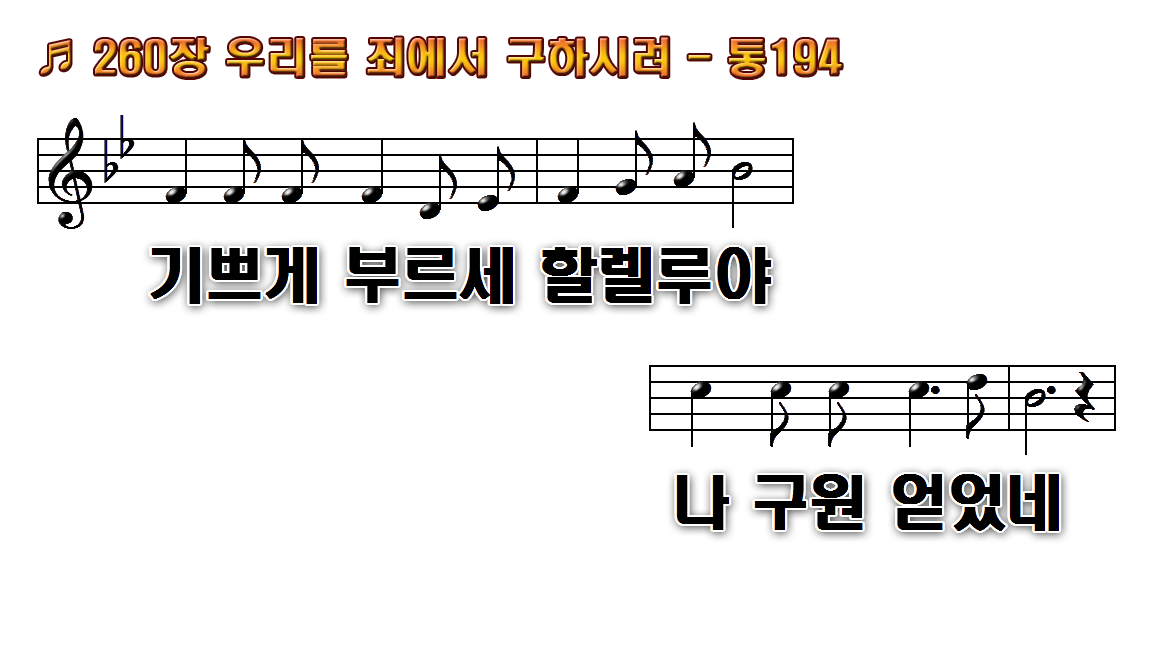 ♬ 260장 우리를 죄에서 구하시려 - 통194
기쁘게 부르세 할렐루야
나 구원 얻었네